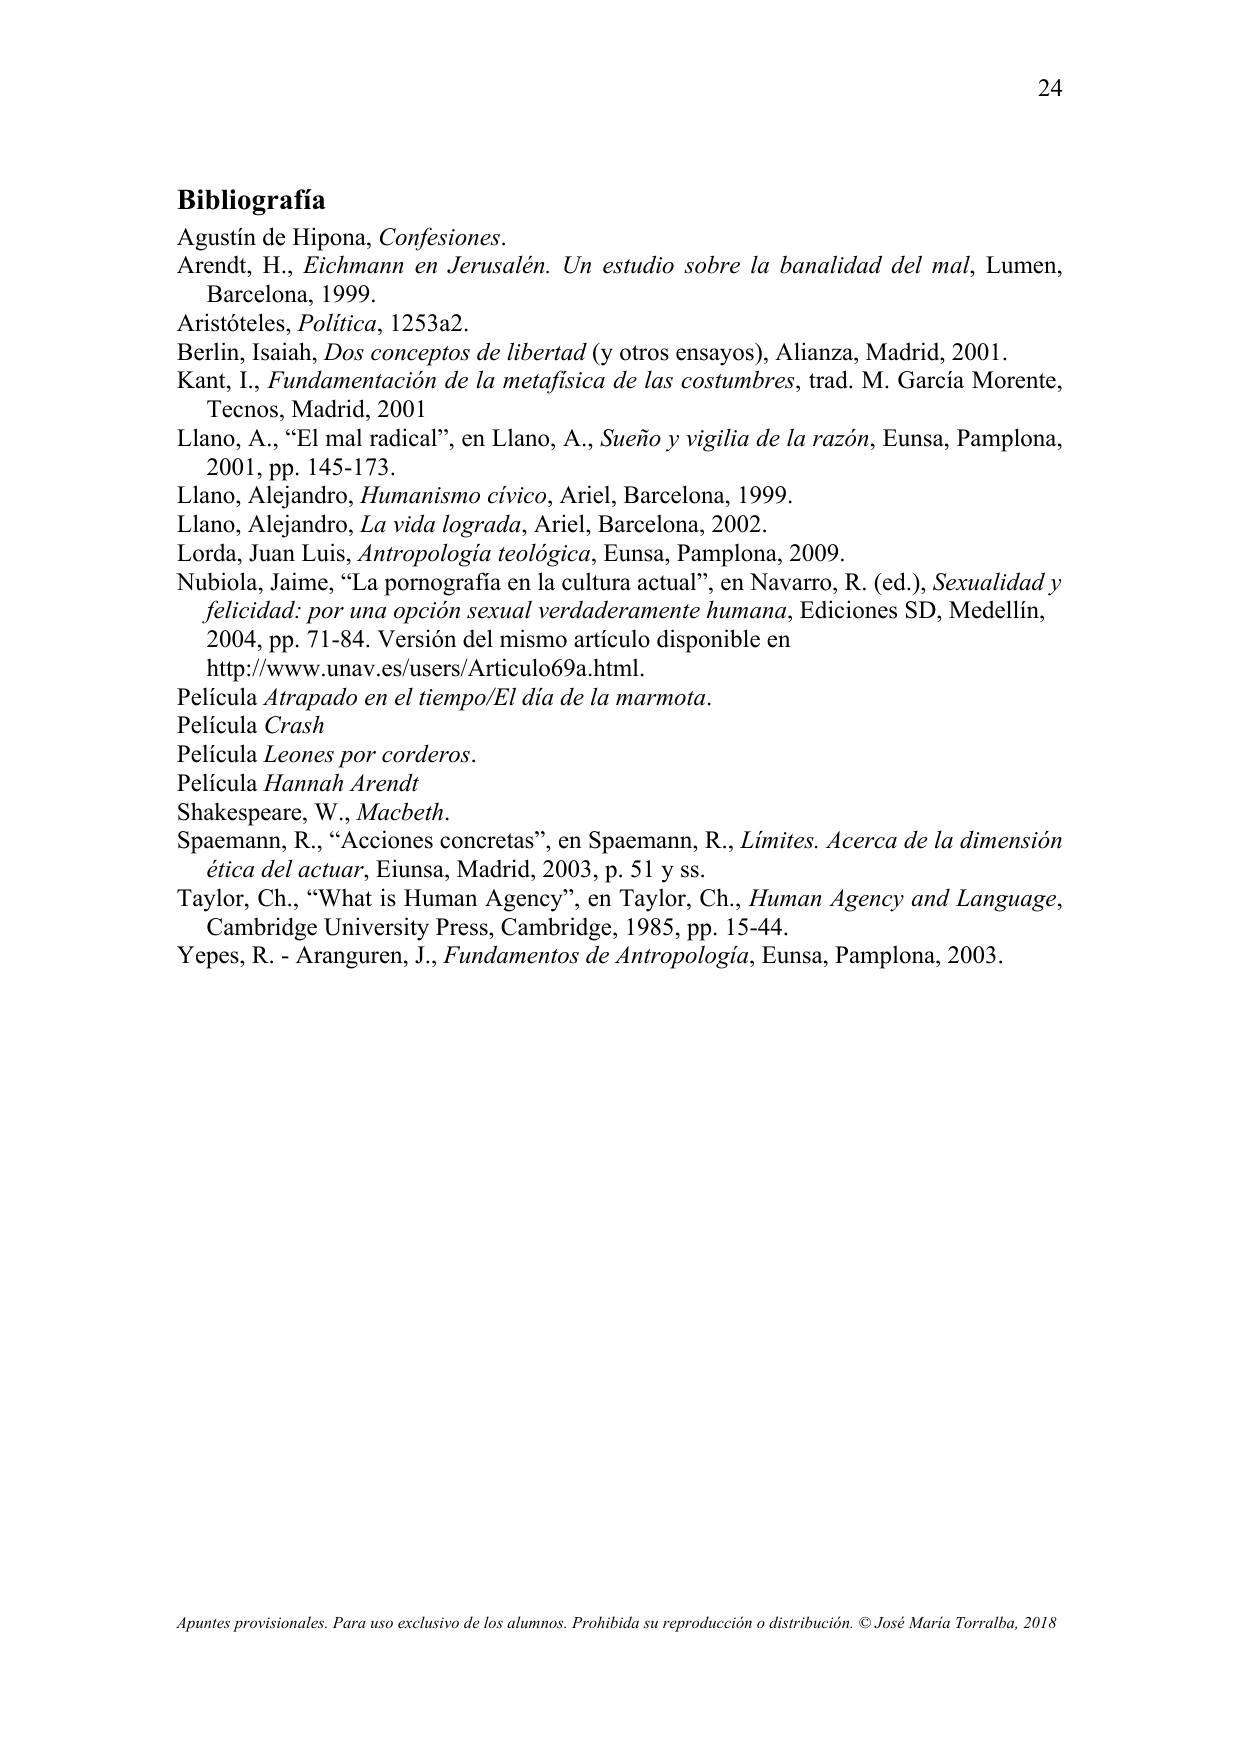 24
Bibliografía
Agustín de Hipona, Confesiones.
Arendt, H., Eichmann en Jerusalén. Un estudio sobre la banalidad del mal, Lumen,
Barcelona, 1999.
Aristóteles, Política, 1253a2.
Berlin, Isaiah, Dos conceptos de libertad (y otros ensayos), Alianza, Madrid, 2001.
Kant, I., Fundamentación de la metafísica de las costumbres, trad. M. García Morente,
Tecnos, Madrid, 2001
Llano, A., “El mal radical”, en Llano, A., Sueño y vigilia de la razón, Eunsa, Pamplona,
2001, pp. 145-173.
Llano, Alejandro, Humanismo cívico, Ariel, Barcelona, 1999.
Llano, Alejandro, La vida lograda, Ariel, Barcelona, 2002.
Lorda, Juan Luis, Antropología teológica, Eunsa, Pamplona, 2009.
Nubiola, Jaime, “La pornografía en la cultura actual”, en Navarro, R. (ed.), Sexualidad y
felicidad: por una opción sexual verdaderamente humana, Ediciones SD, Medellín,
2004, pp. 71-84. Versión del mismo artículo disponible en
http://www.unav.es/users/Articulo69a.html.
Película Atrapado en el tiempo/El día de la marmota.
Película Crash
Película Leones por corderos.
Película Hannah Arendt
Shakespeare, W., Macbeth.
Spaemann, R., “Acciones concretas”, en Spaemann, R., Límites. Acerca de la dimensión
ética del actuar, Eiunsa, Madrid, 2003, p. 51 y ss.
Taylor, Ch., “What is Human Agency”, en Taylor, Ch., Human Agency and Language,
Cambridge University Press, Cambridge, 1985, pp. 15-44.
Yepes, R. - Aranguren, J., Fundamentos de Antropología, Eunsa, Pamplona, 2003.
Apuntes provisionales. Para uso exclusivo de los alumnos. Prohibida su reproducción o distribución. © José María Torralba, 2018